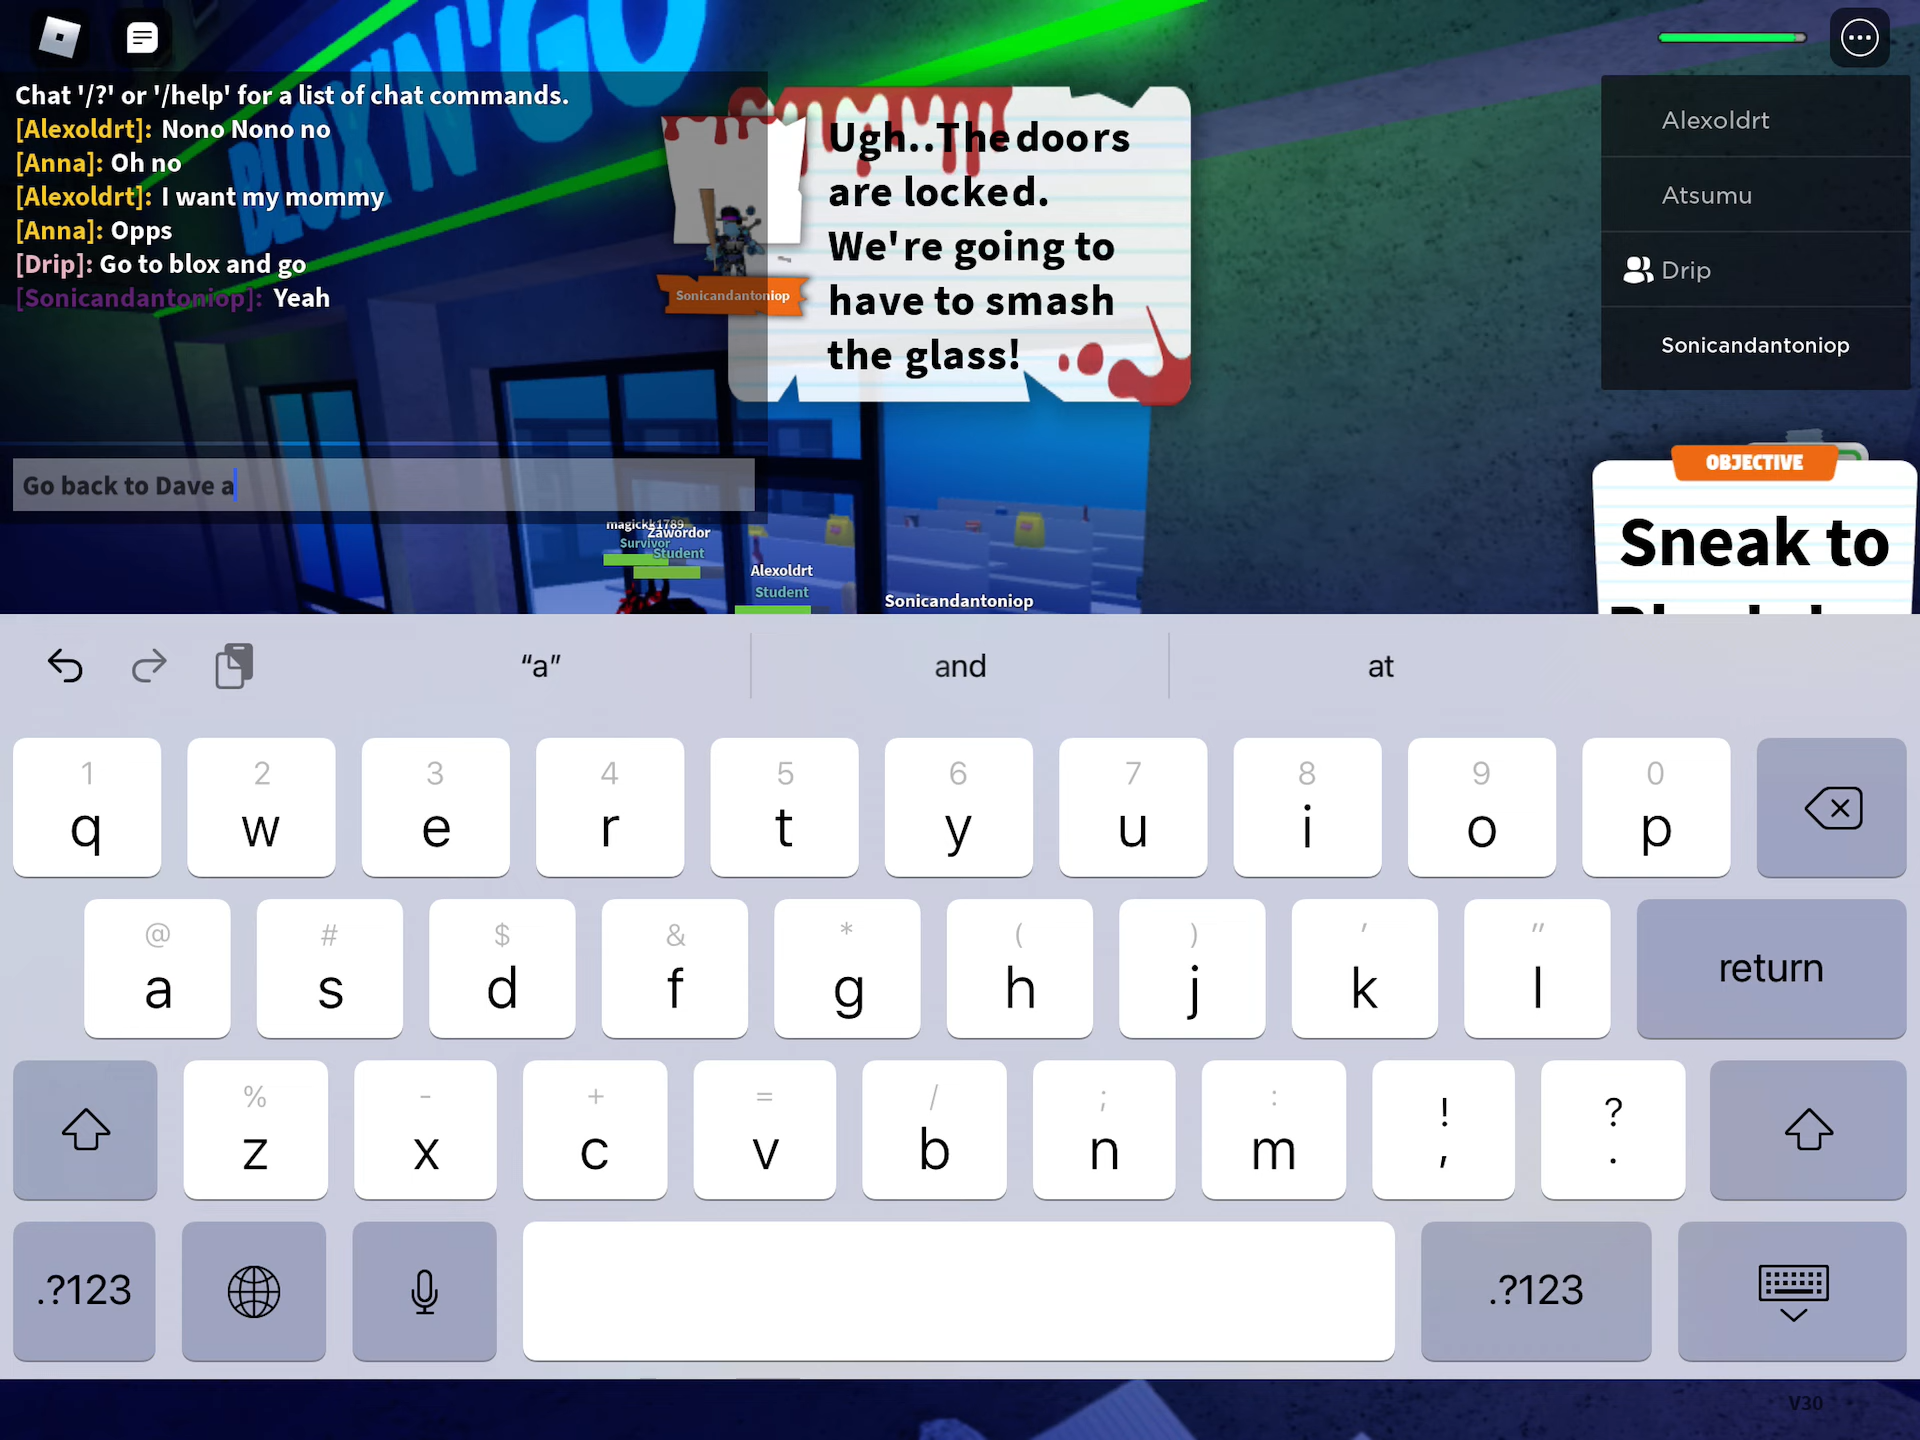 BLOX'N'GO
Chat '/?' or '/help' for a list of chat commands.
[Alexoldrt]: Nono Nono no
[Anna]: Oh no
[Alexoldrt]: I want my mommy
[Anna]: Opps
[Drip]: Go to blox and go
[Sonicandantoniop]: Yeah
Ugh..The doors
are locked.
We're going to
have to smash
the glass!
Sonicandantoniop
Alexoldrt
Atsumu
Drip
Sonicandantoniop
Go back to Dave a
OBJECTIVE
Sneak to
magickk1789
Survivor
Zawordor
Student
Alexoldrt
Student
Sonicandantoniop
“a” and at
1 2 3 4 5 6 7 8 9 0
q w e r t y u i o p
@ # $ & * ( ) ' "
a s d f g h j k l return
% - + = / ; : ! ?
z x c v b n m , .
.?123 .?123
V30